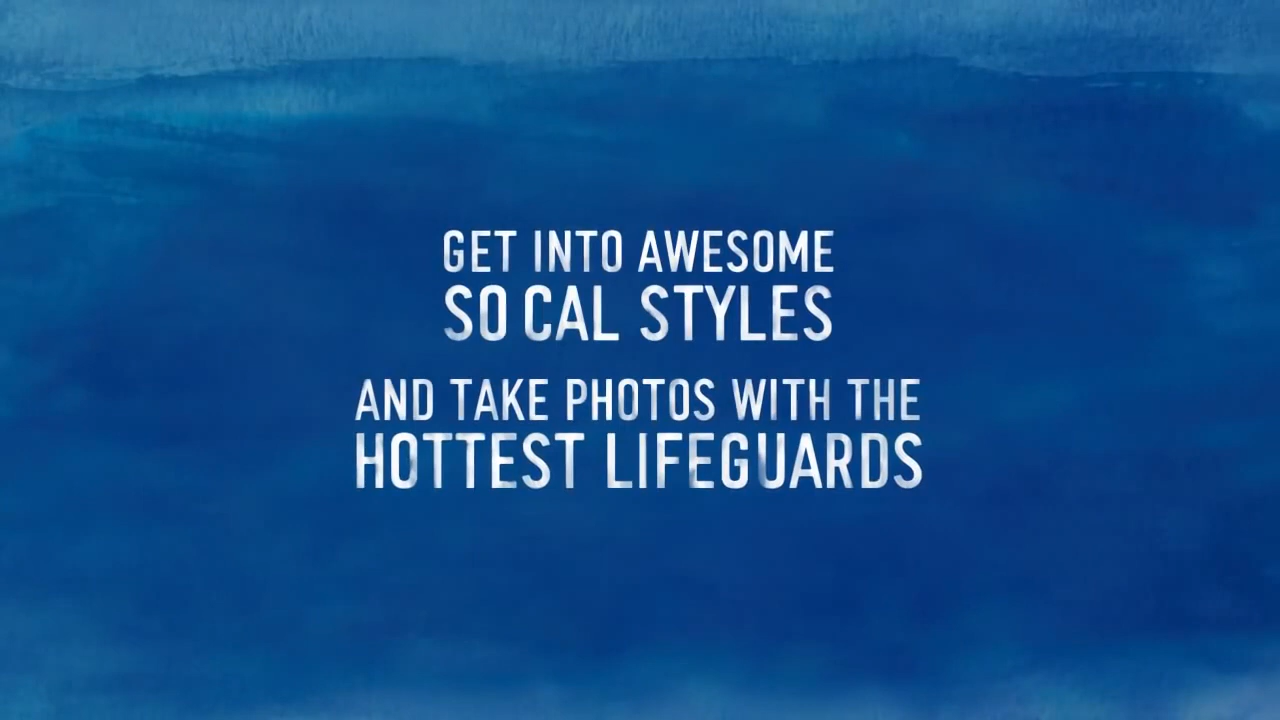 GET INTO AWESOME
SO CAL STYLES
AND TAKE PHOTOS WITH THE
HOTTEST LIFEGUARDS